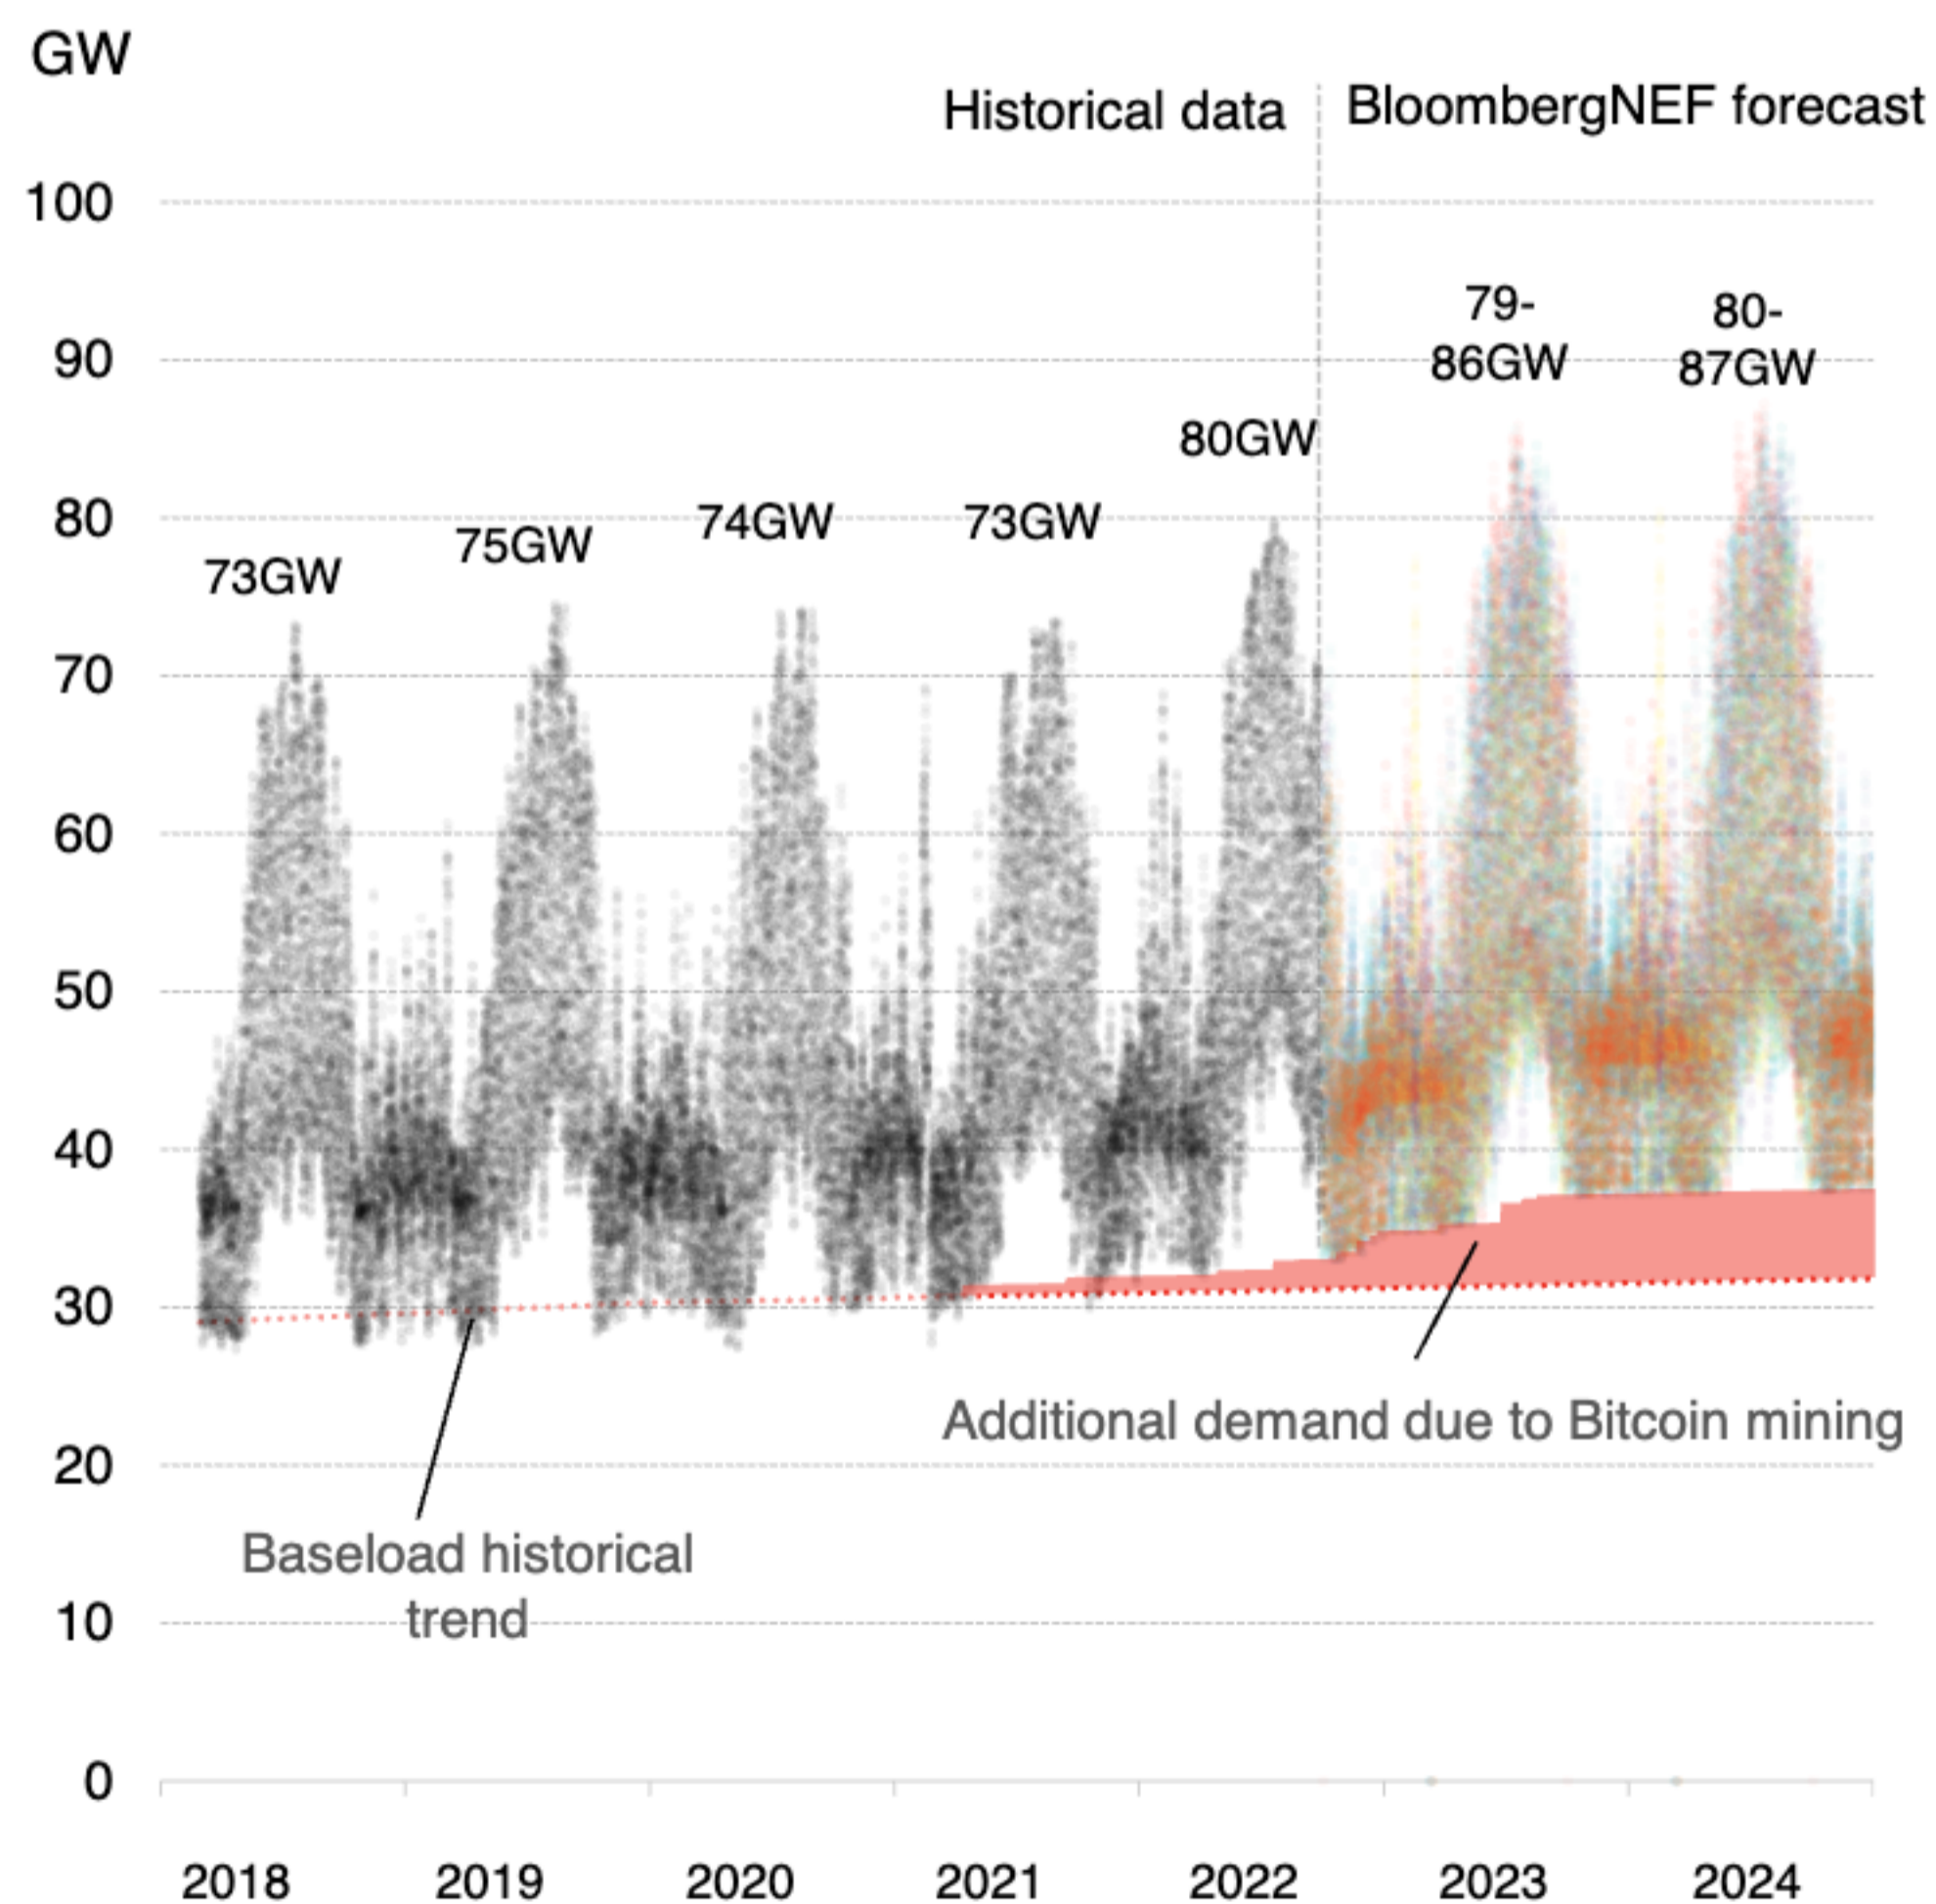 GW
Historical data
BloombergNEF forecast
100
90
80
70
60
50
40
30
20
10
0
73GW
75GW
74GW
73GW
80GW
79-
86GW
80-
87GW
Additional demand due to Bitcoin mining
Baseload historical
trend
2018
2019
2020
2021
2022
2023
2024